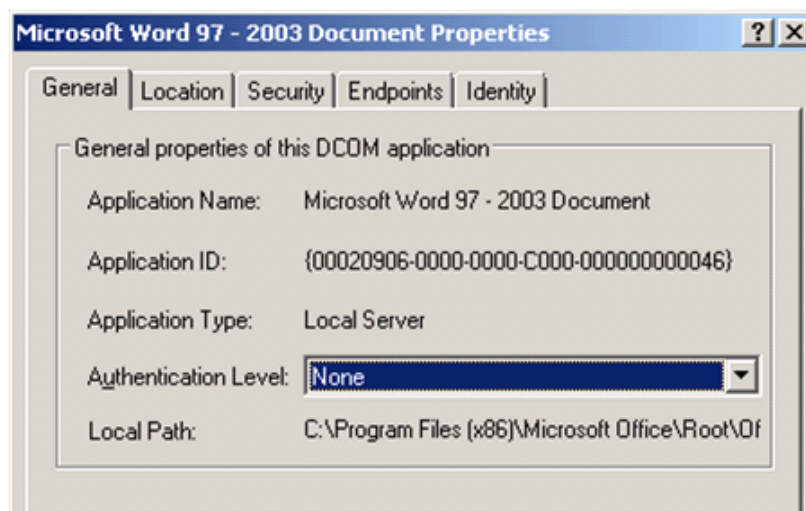 Microsoft Word 97 - 2003 Document Properties ? X
General Location Security Endpoints Identity
General properties of this DCOM application
Application Name: Microsoft Word 97 - 2003 Document
Application ID: {00020906-0000-0000-C000-000000000046}
Application Type: Local Server
Authentication Level: None
Local Path: C:\Program Files (x86)\Microsoft Office\Root\Of